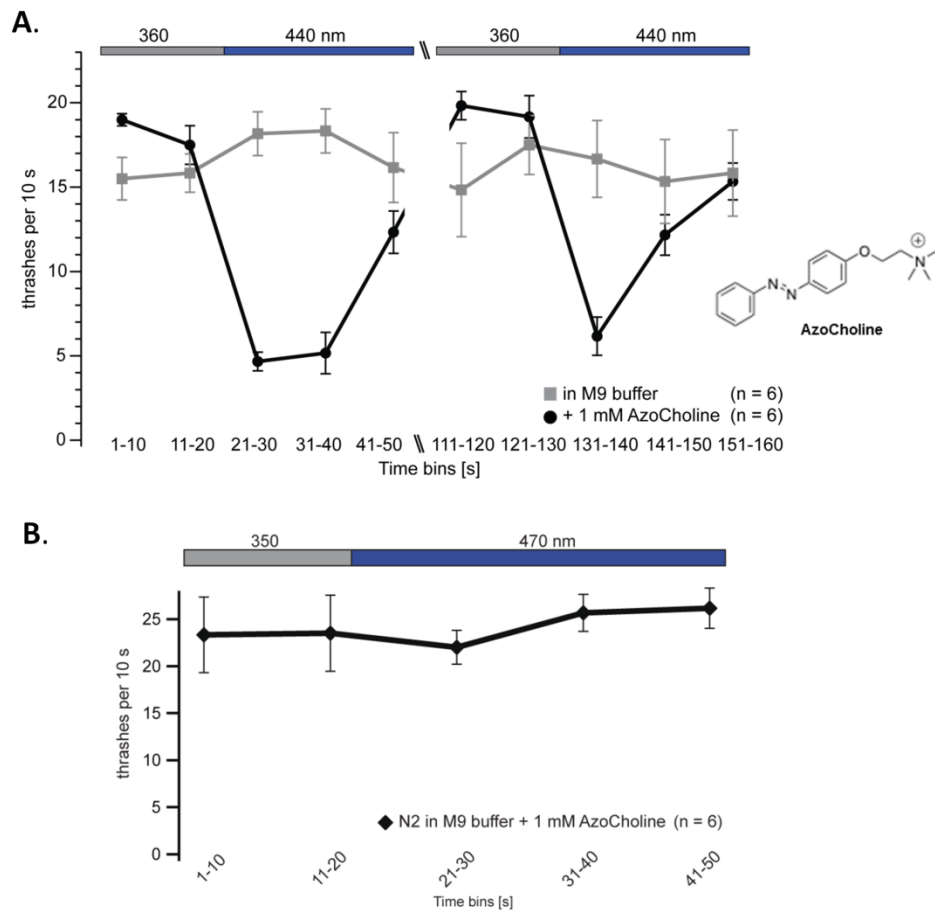 A.
360 440 nm \\ 360 440 nm
20
15
10
5
0
thrashes per 10 s
N N O N ⊕
AzoCholine
in M9 buffer (n = 6)
+ 1 mM AzoCholine (n = 6)
1-10 11-20 21-30 31-40 41-50 \\ 111-120 121-130 131-140 141-150 151-160
Time bins [s]
B.
350 470 nm
25
20
15
10
5
0
thrashes per 10 s
N2 in M9 buffer + 1 mM AzoCholine (n = 6)
1-10 11-20 21-30 31-40 41-50
Time bins [s]